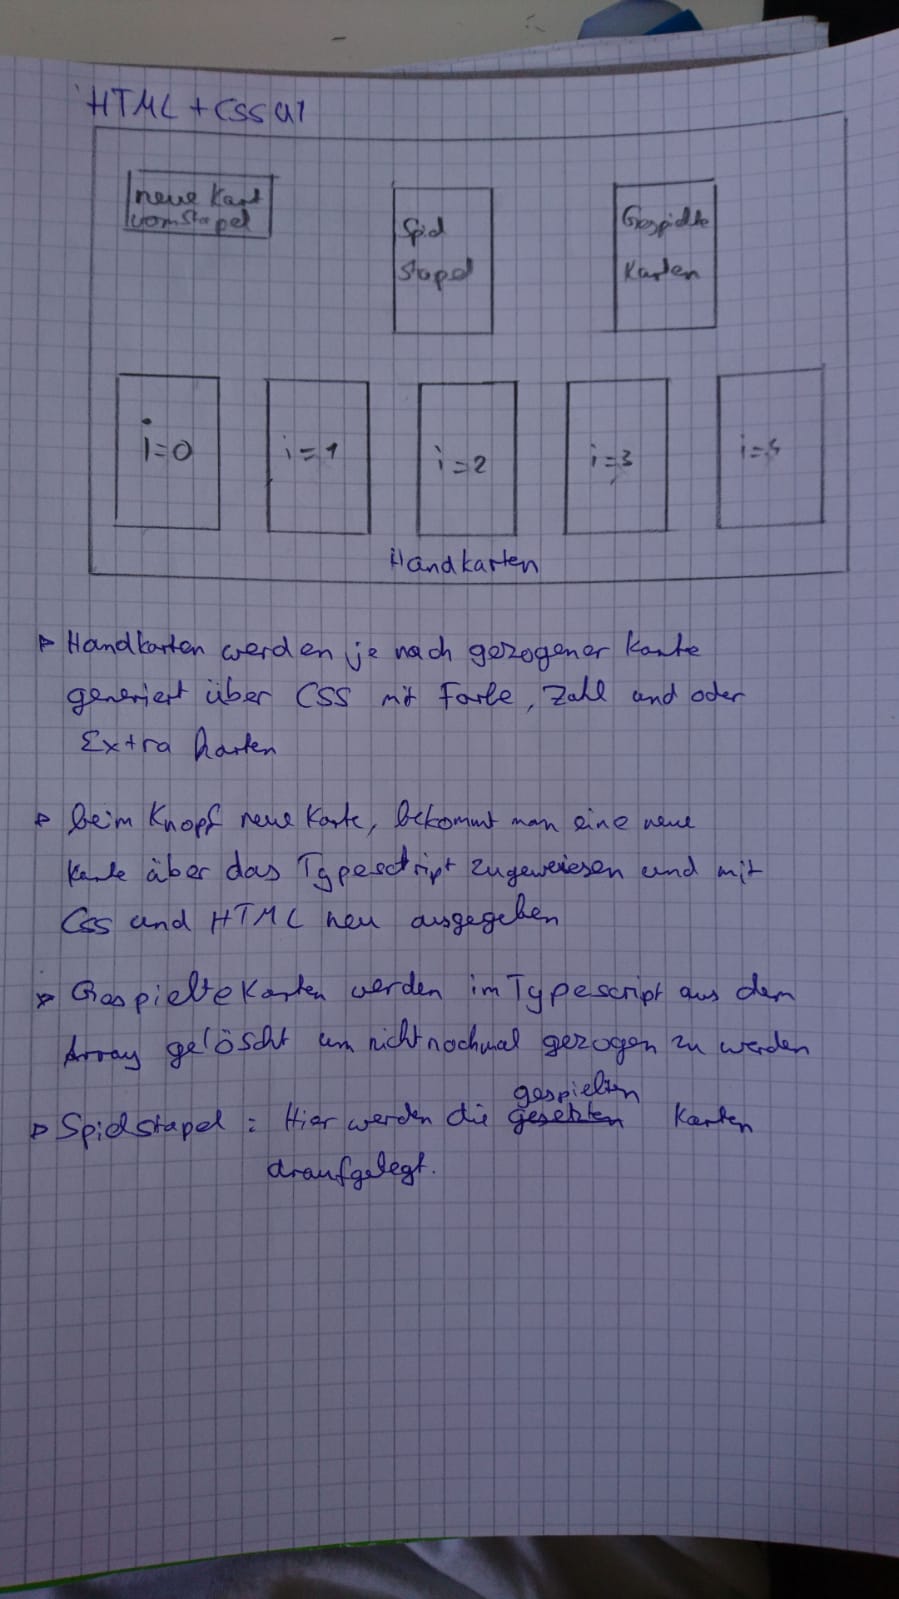 HTML + CSS A1
neue Kart
vom Stapel
Spiel
Stapel
Gespielte
Karten
i=0
i=1
i=2
i=3
i=
Handkarten
Handkarten werden je nach gezogener Karte
generiert über CSS mit Farbe, Zahl und oder
Extra Karten
beim Knopf neue Karte, bekommt man eine neue
Karte über das Typescript zugewiesen und mit
Css und HTML neu ausgegeben
Gespielte Karten werden im Typescript aus dem
Array gelöscht um nicht nochmal gezogen zu werden
gespielten
Spielstapel : Hier werden die gesetzten Karten
draufgelegt.